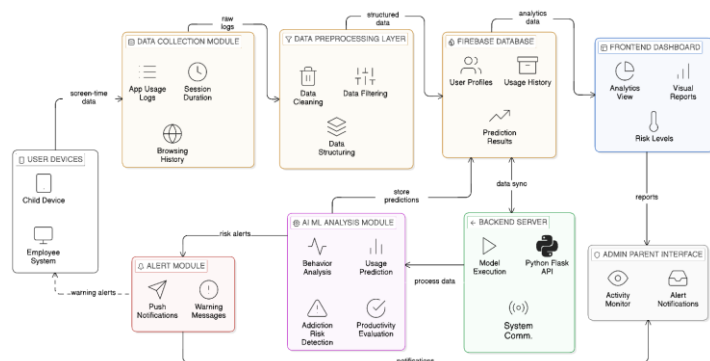 raw
logs
structured
data
analytics
data
DATA COLLECTION MODULE
App Usage
Logs
Session
Duration
Browsing
History
DATA PREPROCESSING LAYER
Data
Cleaning
Data Filtering
Data
Structuring
FIREBASE DATABASE
User Profiles
Usage History
Prediction
Results
FRONTEND DASHBOARD
Analytics
View
Visual
Reports
Risk Levels
screen-time
data
USER DEVICES
Child Device
Employee
System
store
predictions
data sync
reports
risk alerts
AI ML ANALYSIS MODULE
Behavior
Analysis
Usage
Prediction
Addiction
Risk
Detection
Productivity
Evaluation
process data
BACKEND SERVER
Model
Execution
Python Flask
API
System
Comm.
ADMIN PARENT INTERFACE
Activity
Monitor
Alert
Notifications
ALERT MODULE
Push
Notifications
Warning
Messages
warning alerts
notifications